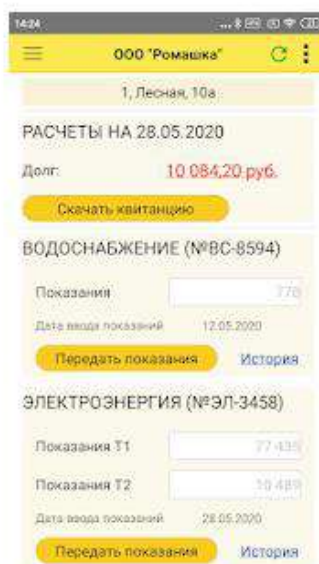 14:24
ООО "Ромашка"
1, Лесная, 10а
РАСЧЕТЫ НА 28.05.2020
Долг: 10 084,20 руб.
Скачать квитанцию
ВОДОСНАБЖЕНИЕ (№ВС-8594)
Показания 778
Дата ввода показаний 12.05.2020
Передать показания История
ЭЛЕКТРОЭНЕРГИЯ (№ЭЛ-3458)
Показания Т1 77 435
Показания Т2 10 489
Дата ввода показаний 28.05.2020
Передать показания История